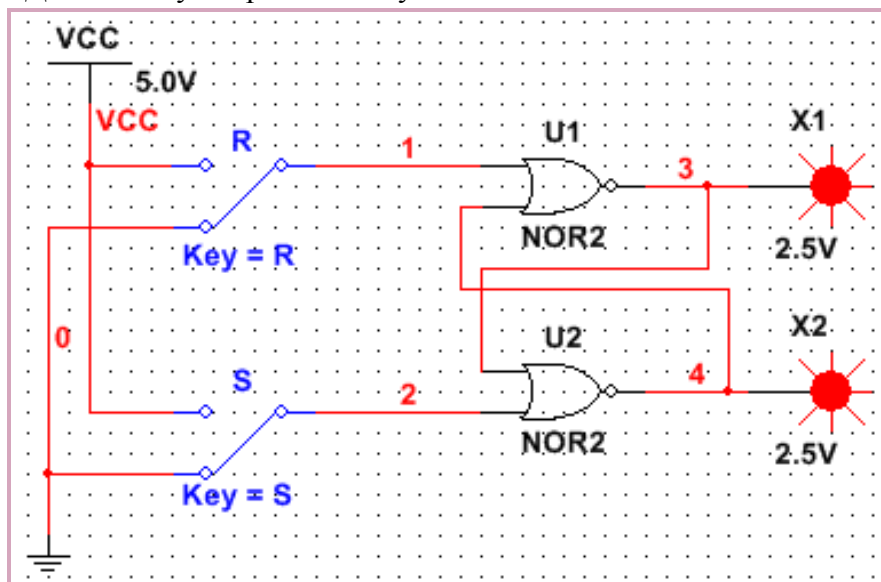 VCC
5.0V
VCC
R
1
U1
X1
3
NOR2
Key = R
2.5V
0
U2
X2
S
2
4
NOR2
2.5V
Key = S